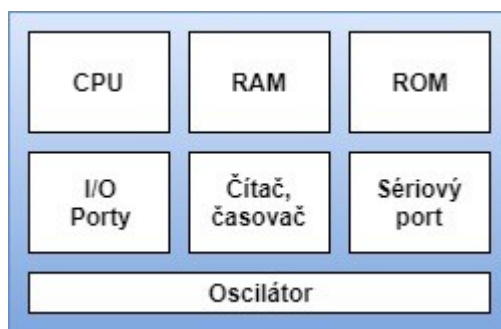 CPU
RAM
ROM
I/O
Porty
Čítač,
časovač
Sériový
port
Oscilátor